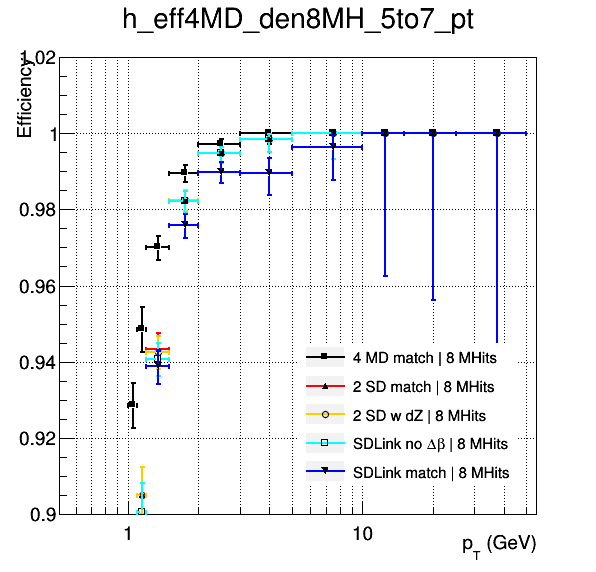 h_eff4MD_den8MH_5to7_pt
Efficiency
1.02
1
0.98
0.96
0.94
0.92
0.9
4 MD match | 8 MHits
2 SD match | 8 MHits
2 SD w dZ | 8 MHits
SDLink no Δβ | 8 MHits
SDLink match | 8 MHits
1
10
p_T (GeV)